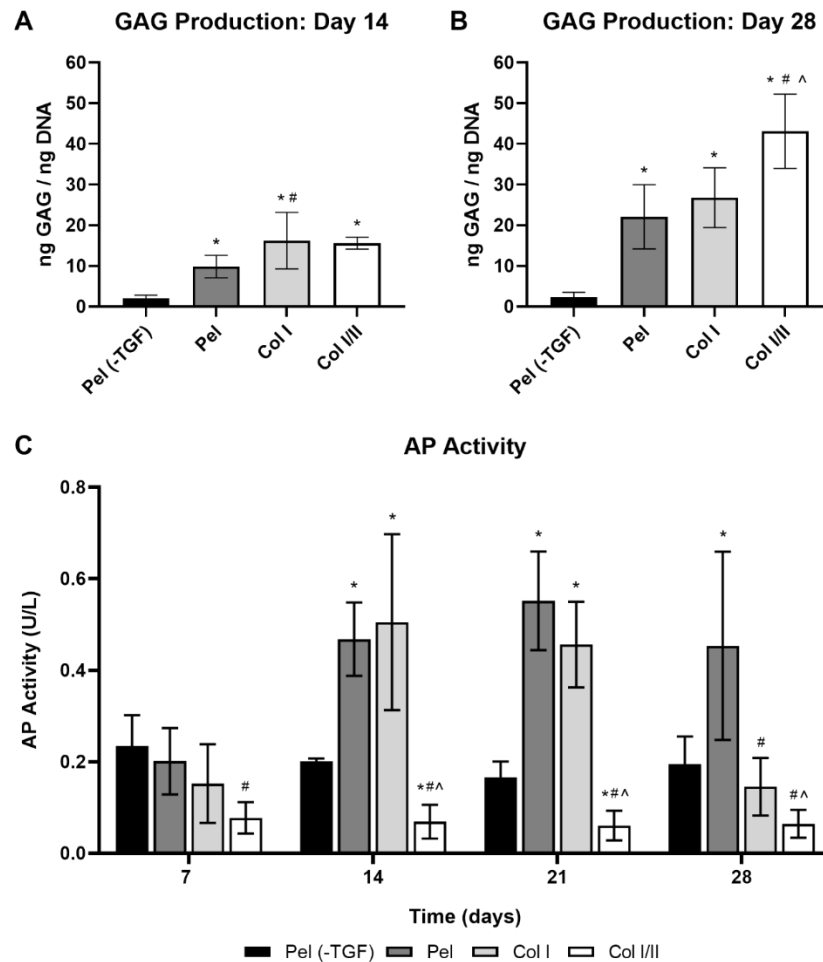 A GAG Production: Day 14
60
50
40
30
20
10
0
ng GAG / ng DNA
*
* #
*
Pel (-TGF)
Pel
Col I
Col I/II
B GAG Production: Day 28
60
50
40
30
20
10
0
ng GAG / ng DNA
*
*
* # ^
Pel (-TGF)
Pel
Col I
Col I/II
C AP Activity
0.8
0.6
0.4
0.2
0.0
AP Activity (U/L)
#
*
*
*#^
*
*
*#^
*
#
#^
7 14 21 28
Time (days)
Pel (-TGF) Pel Col I Col I/II